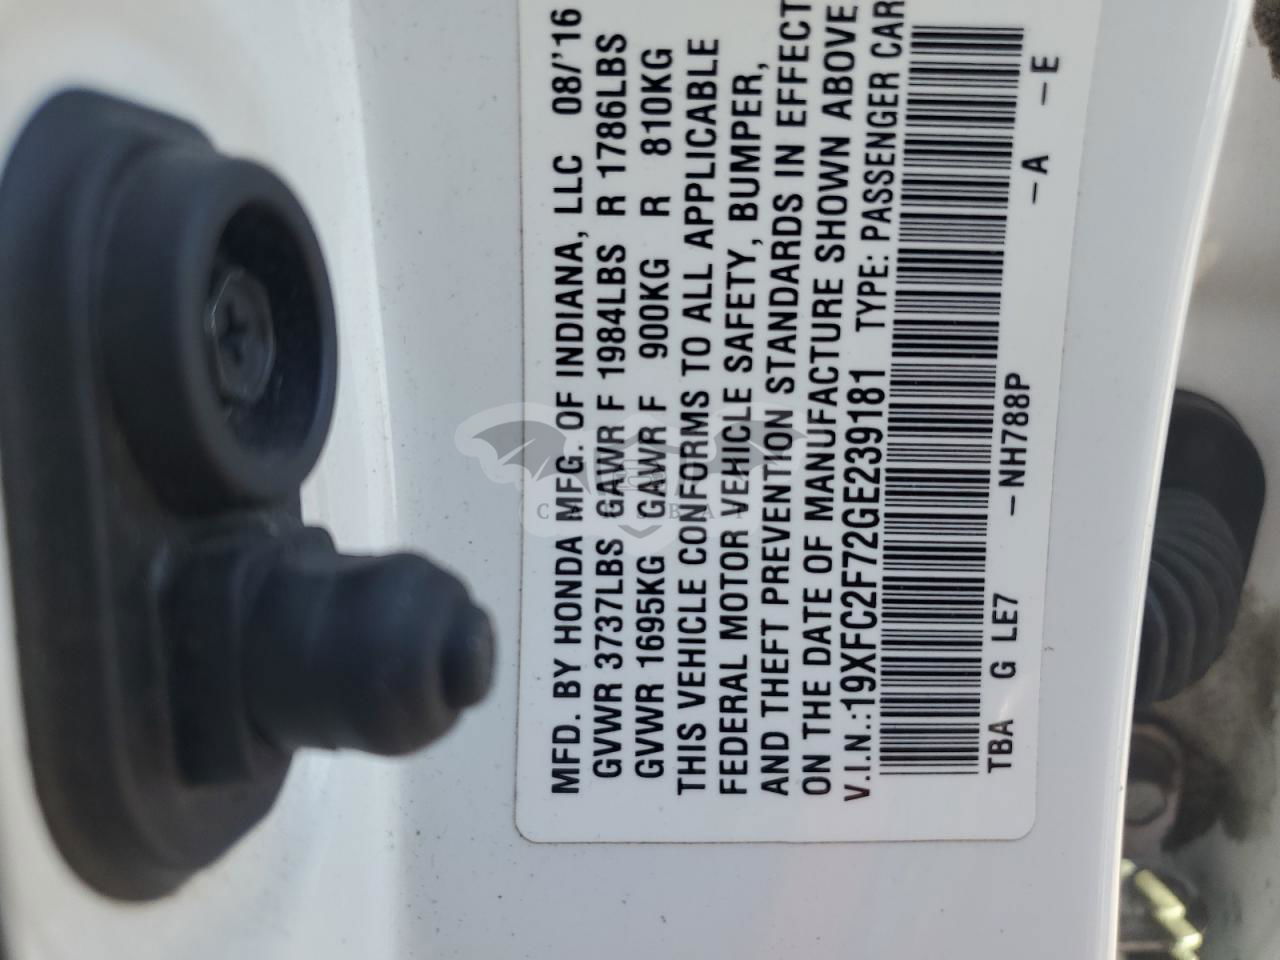 MFD. BY HONDA MFG. OF INDIANA, LLC 08/'16
GVWR 3737LBS GAWR F 1984LBS R 1786LBS
GVWR 1695KG GAWR F 900KG R 810KG
THIS VEHICLE CONFORMS TO ALL APPLICABLE
FEDERAL MOTOR VEHICLE SAFETY, BUMPER,
AND THEFT PREVENTION STANDARDS IN EFFECT
ON THE DATE OF MANUFACTURE SHOWN ABOVE
V.I.N.:19XFC2F72GE239181 TYPE: PASSENGER CAR
TBA G LE7 -NH788P -A -E